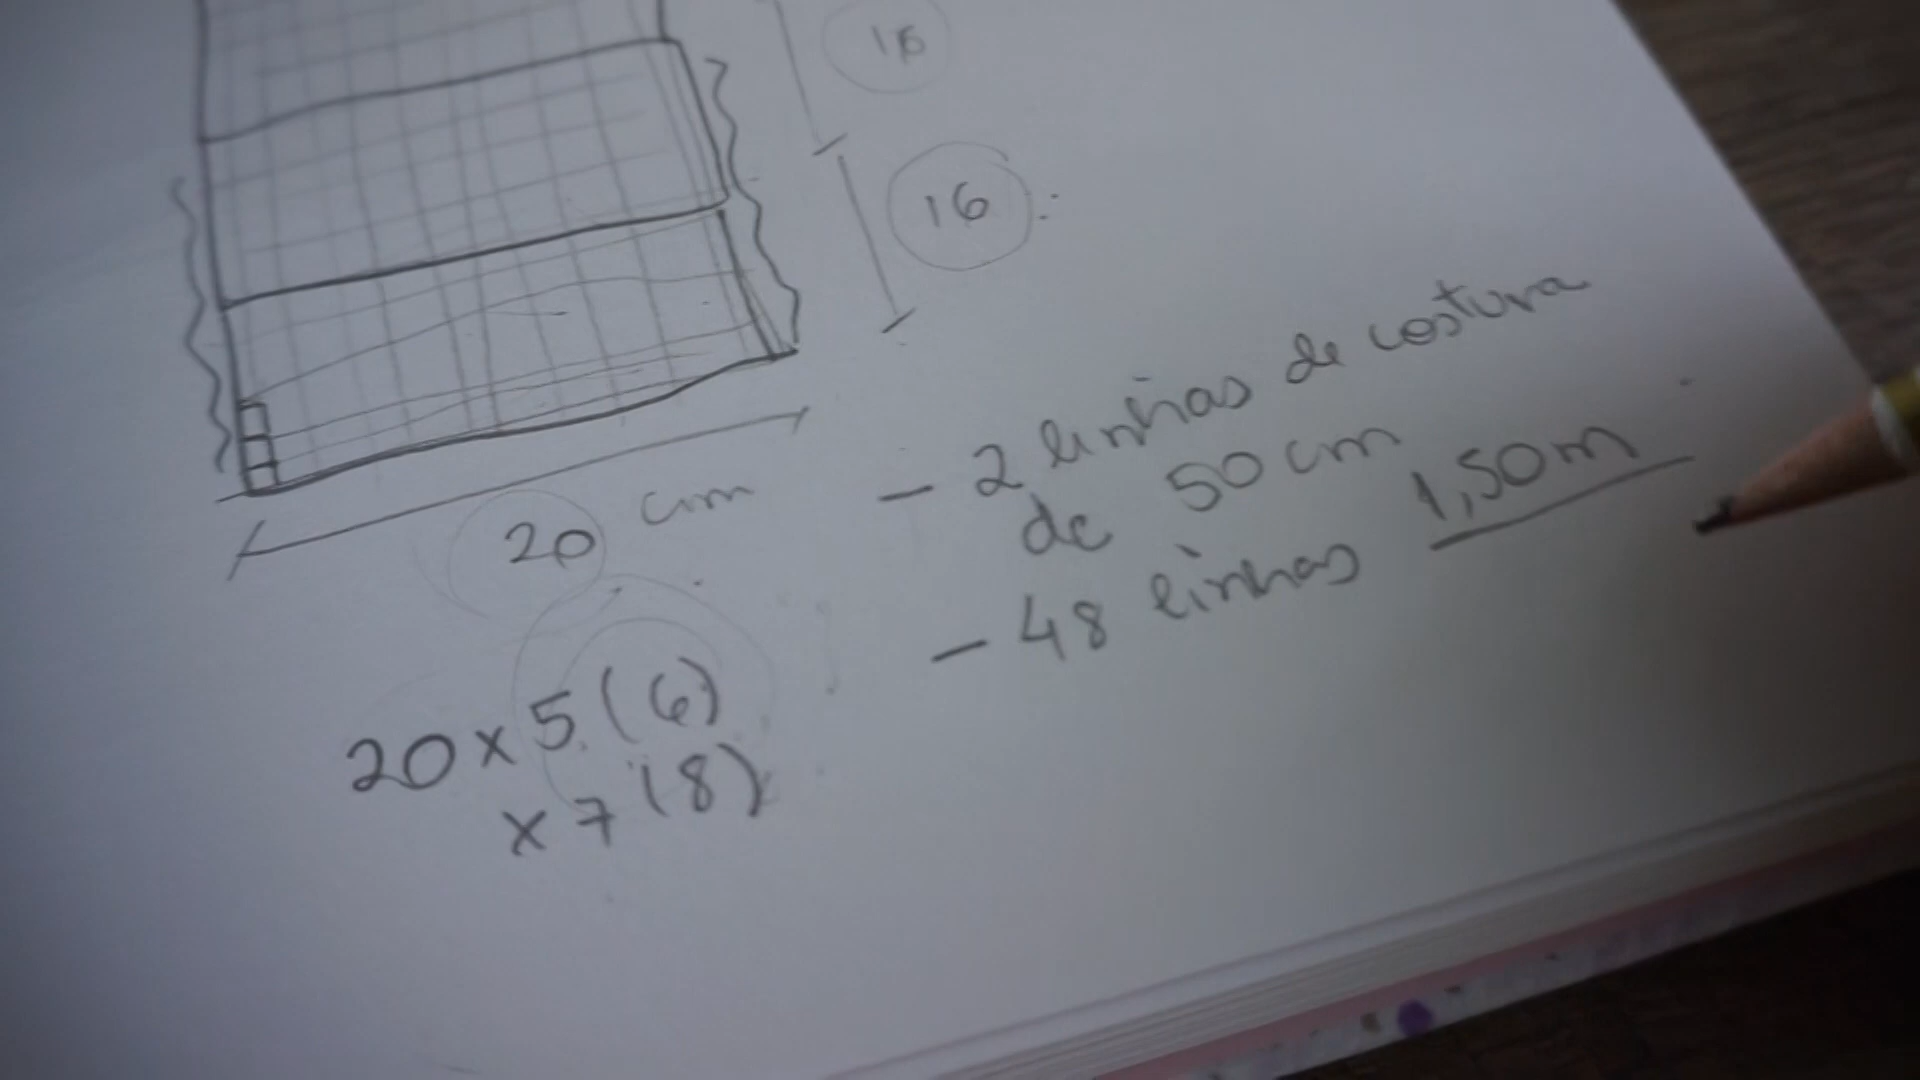 16
16
20 cm
- 2 linhas de costura
de 50 cm
- 48 linhas 1,50m
20 x 5 (6)
x 7 (8)